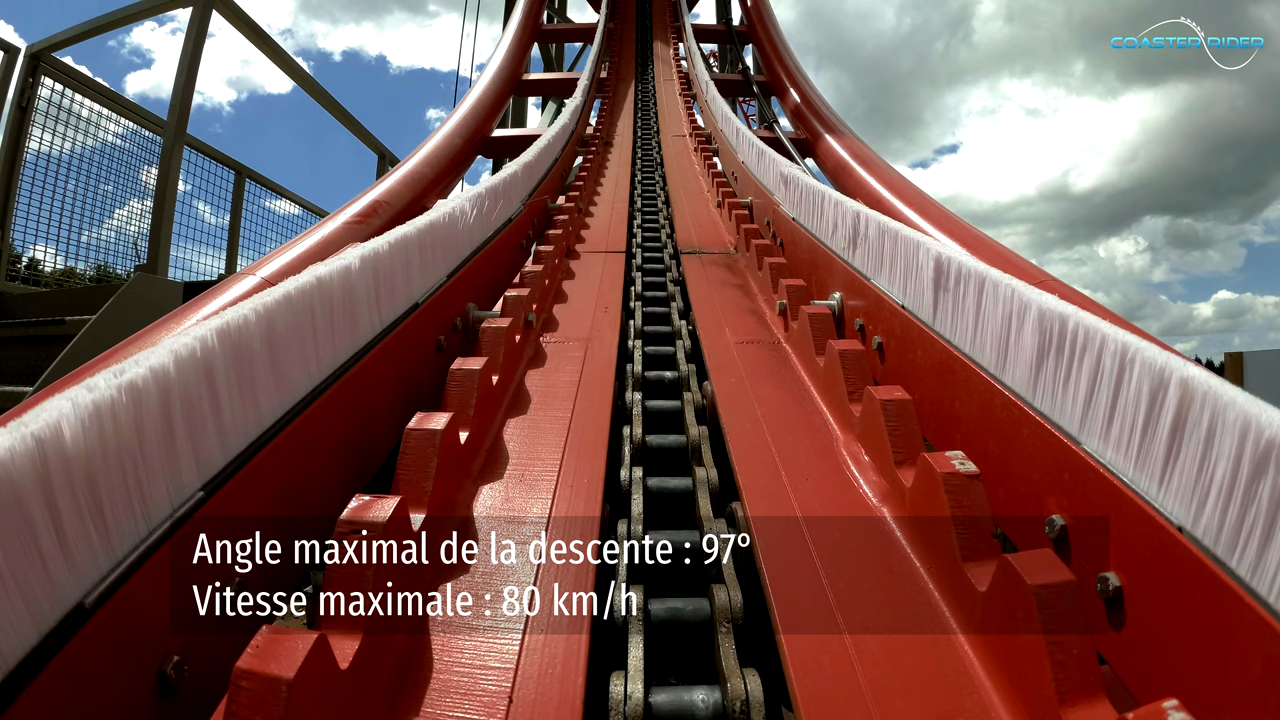 COASTER RIDER
Angle maximal de la descente : 97°
Vitesse maximale : 80 km/h